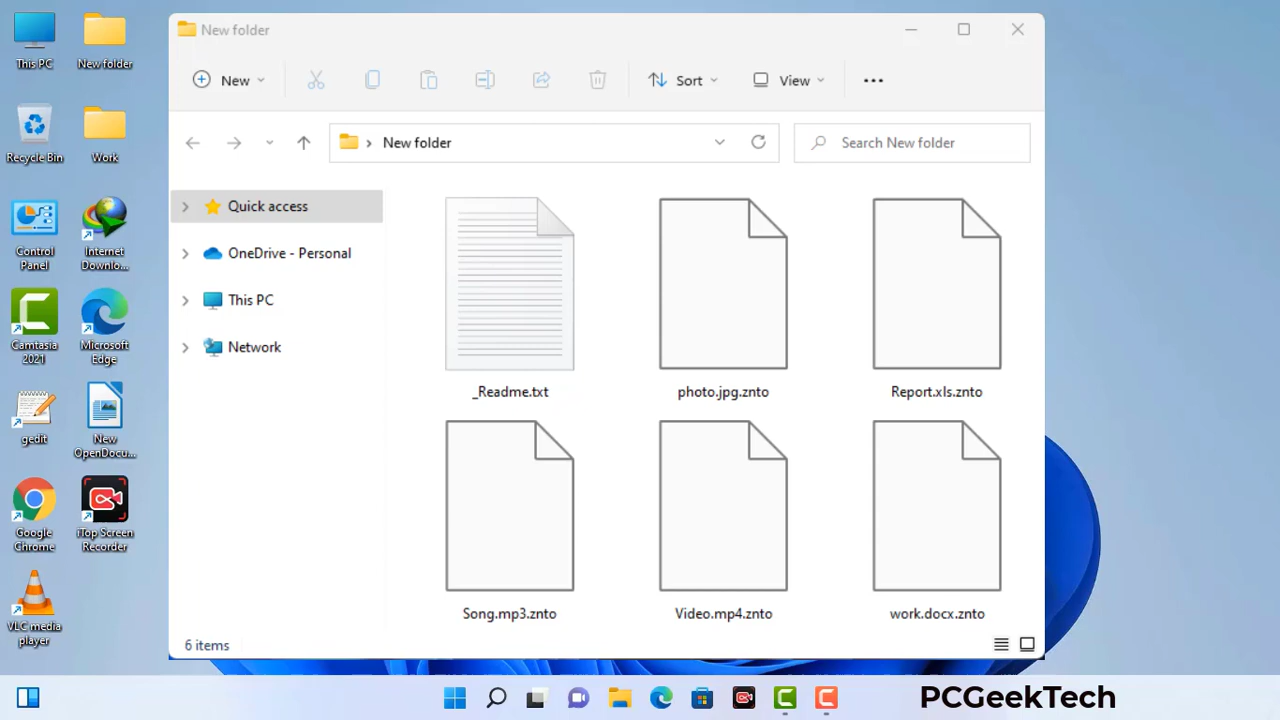 This PC
New folder
Recycle Bin
Work
Control
Panel
Internet
Downlo...
Camtasia
2021
Microsoft
Edge
gedit
New
OpenDocu...
Google
Chrome
iTop Screen
Recorder
VLC media
player
New folder
New
Sort
View
New folder
Search New folder
Quick access
OneDrive - Personal
This PC
Network
_Readme.txt
photo.jpg.znto
Report.xls.znto
Song.mp3.znto
Video.mp4.znto
work.docx.znto
6 items
PCGeekTech